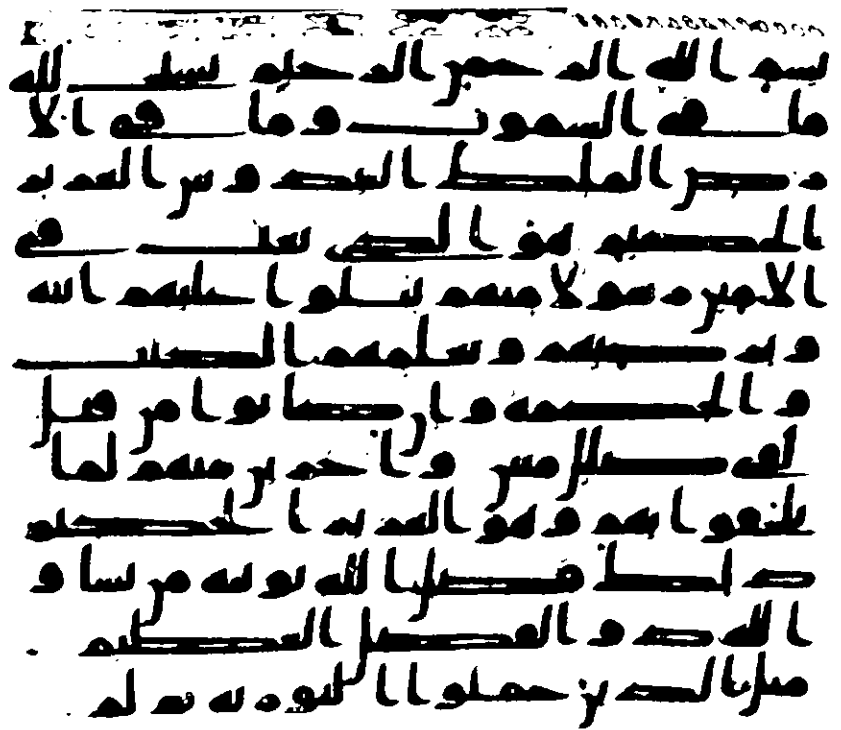 بسم الله الرحمن الرحيم يسبح لله
ما في السموت وما في الا
رض الملك القدوس العزيز
الحكيم هو الذي بعث في
الامين رسولا منهم يتلوا عليهم ايته
ويزكيهم ويعلمهم الكتب
والحكمه وان كانوا من قبل
لفي ضلل مبين واخرين منهم لما
يلحقوا بهم وهو العزيز الحكيم
ذلك فضل الله يوتيه من يشا و
الله ذو الفضل العظيم
مثل الذين حملوا التوريه ثم لم